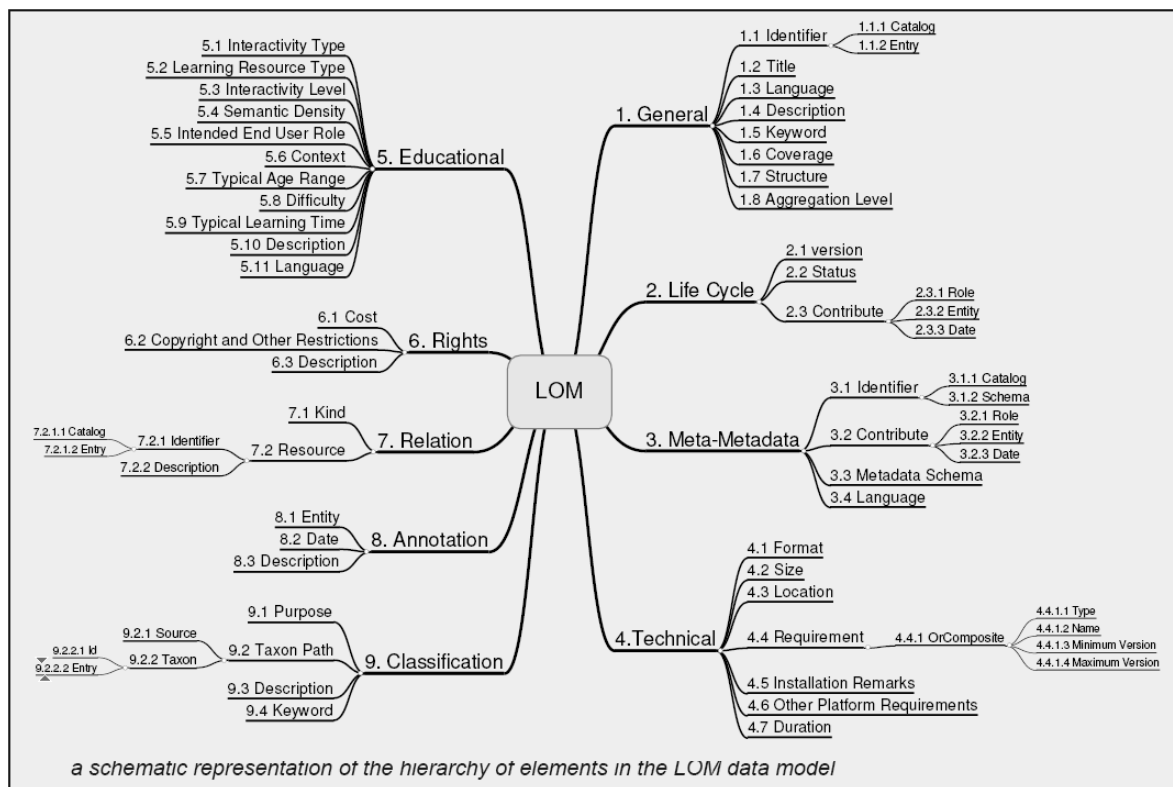 LOM
1. General
1.1 Identifier
1.1.1 Catalog
1.1.2 Entry
1.2 Title
1.3 Language
1.4 Description
1.5 Keyword
1.6 Coverage
1.7 Structure
1.8 Aggregation Level
2. Life Cycle
2.1 version
2.2 Status
2.3 Contribute
2.3.1 Role
2.3.2 Entity
2.3.3 Date
3. Meta-Metadata
3.1 Identifier
3.1.1 Catalog
3.1.2 Schema
3.2 Contribute
3.2.1 Role
3.2.2 Entity
3.2.3 Date
3.3 Metadata Schema
3.4 Language
4.Technical
4.1 Format
4.2 Size
4.3 Location
4.4 Requirement
4.4.1 OrComposite
4.4.1.1 Type
4.4.1.2 Name
4.4.1.3 Minimum Version
4.4.1.4 Maximum Version
4.5 Installation Remarks
4.6 Other Platform Requirements
4.7 Duration
5. Educational
5.1 Interactivity Type
5.2 Learning Resource Type
5.3 Interactivity Level
5.4 Semantic Density
5.5 Intended End User Role
5.6 Context
5.7 Typical Age Range
5.8 Difficulty
5.9 Typical Learning Time
5.10 Description
5.11 Language
6. Rights
6.1 Cost
6.2 Copyright and Other Restrictions
6.3 Description
7. Relation
7.1 Kind
7.2 Resource
7.2.1 Identifier
7.2.1.1 Catalog
7.2.1.2 Entry
7.2.2 Description
8. Annotation
8.1 Entity
8.2 Date
8.3 Description
9. Classification
9.1 Purpose
9.2 Taxon Path
9.2.1 Source
9.2.2 Taxon
9.2.2.1 Id
9.2.2.2 Entry
9.3 Description
9.4 Keyword
a schematic representation of the hierarchy of elements in the LOM data model